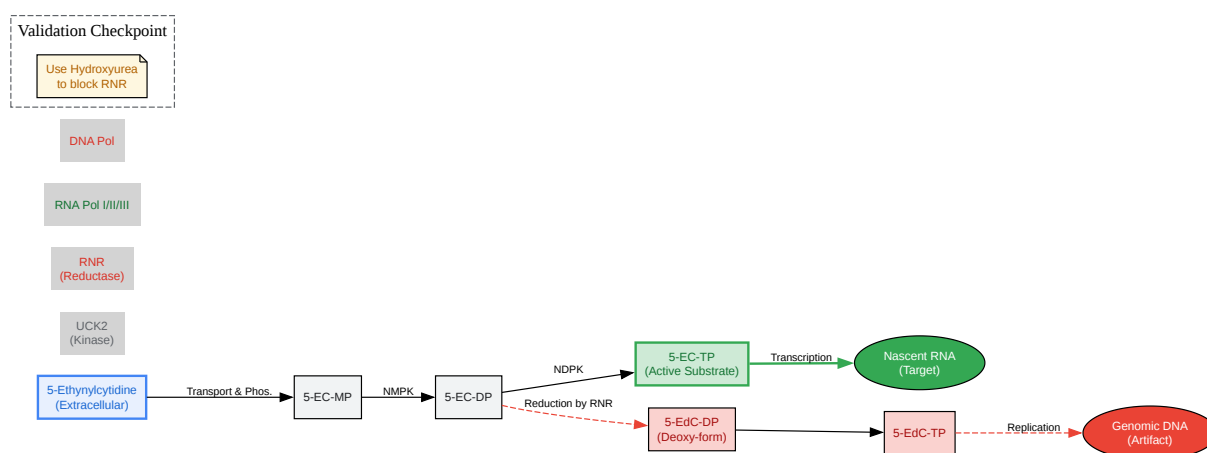 Validation Checkpoint
Use Hydroxyurea
to block RNR
DNA Pol
RNA Pol I/II/III
RNR
(Reductase)
UCK2
(Kinase)
5-Ethynylcytidine
(Extracellular)
Transport & Phos.
5-EC-MP
NMPK
5-EC-DP
NDPK
5-EC-TP
(Active Substrate)
Transcription
Nascent RNA
(Target)
Reduction by RNR
5-EdC-DP
(Deoxy-form)
5-EdC-TP
Replication
Genomic DNA
(Artifact)